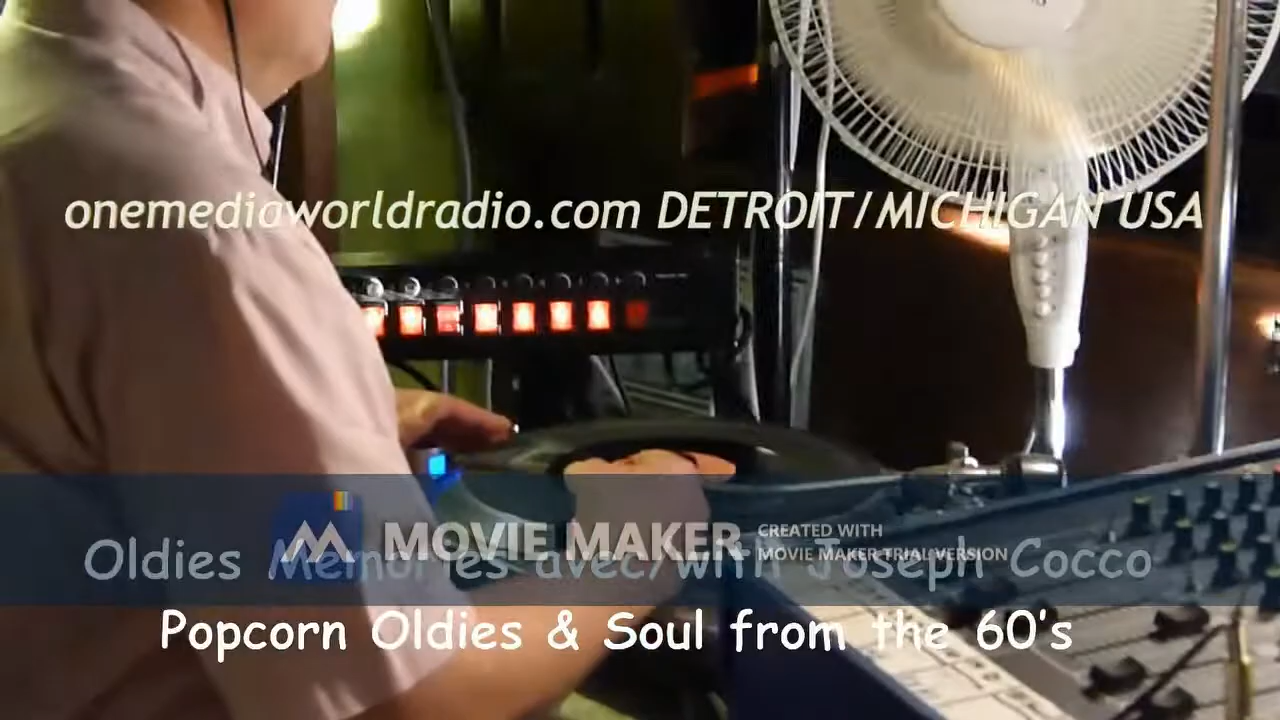 onemediaworldradio.com DETROIT/MICHIGAN USA
MOVIE MAKER
CREATED WITH
MOVIE MAKER TRIAL VERSION
Oldies Memories avec/with Joseph Cocco
Popcorn Oldies & Soul from the 60's